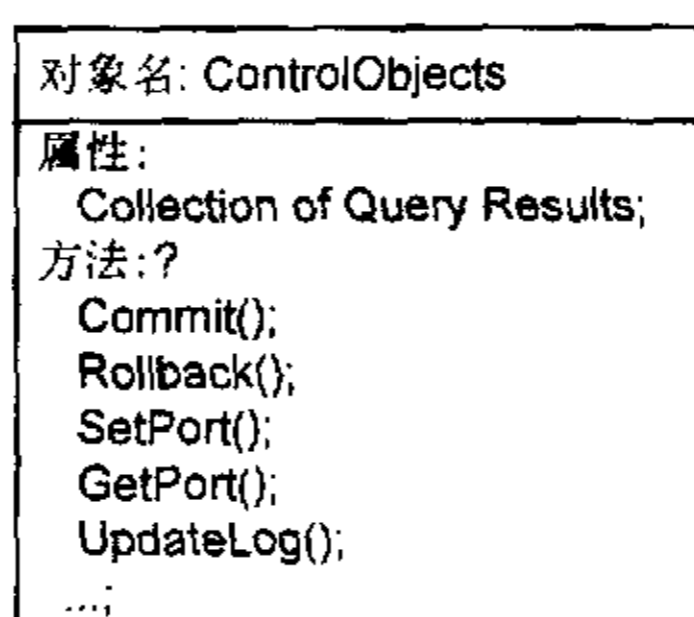 对象名: ControlObjects
属性:
Collection of Query Results;
方法:?
Commit();
Rollback();
SetPort();
GetPort();
UpdateLog();
...;